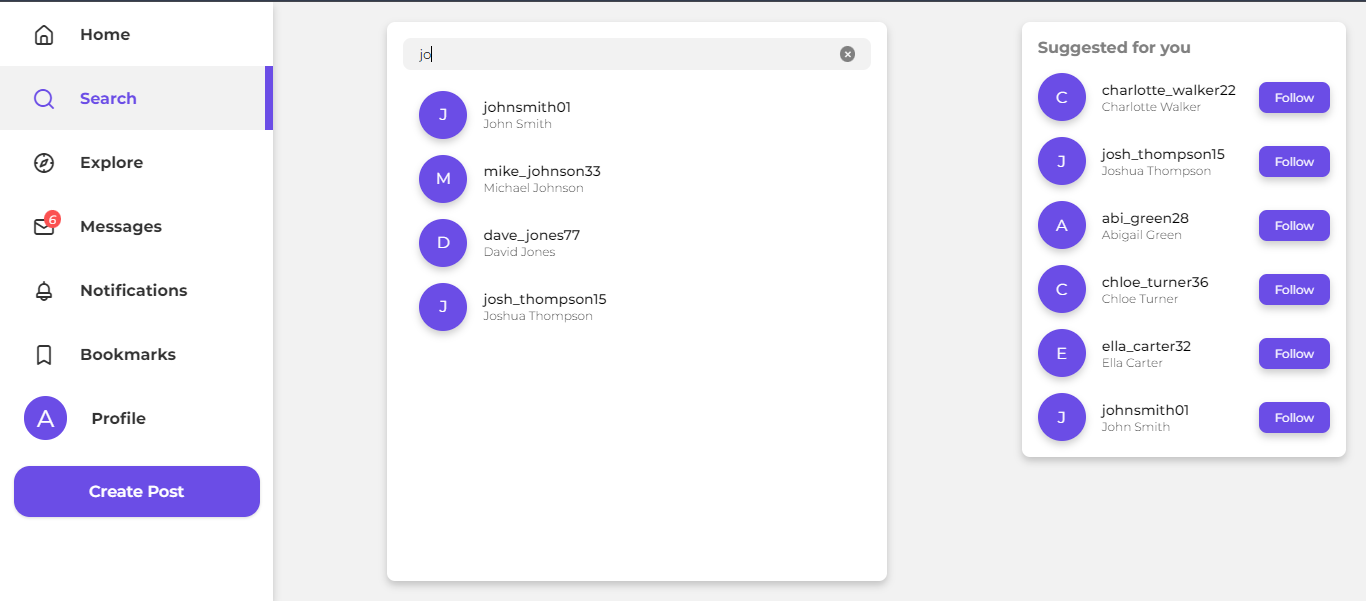 Home
Search
Explore
6
Messages
Notifications
Bookmarks
A
Profile
Create Post
jo
J
johnsmith01
John Smith
M
mike_johnson33
Michael Johnson
D
dave_jones77
David Jones
J
josh_thompson15
Joshua Thompson
Suggested for you
C
charlotte_walker22
Charlotte Walker
Follow
J
josh_thompson15
Joshua Thompson
Follow
A
abi_green28
Abigail Green
Follow
C
chloe_turner36
Chloe Turner
Follow
E
ella_carter32
Ella Carter
Follow
J
johnsmith01
John Smith
Follow